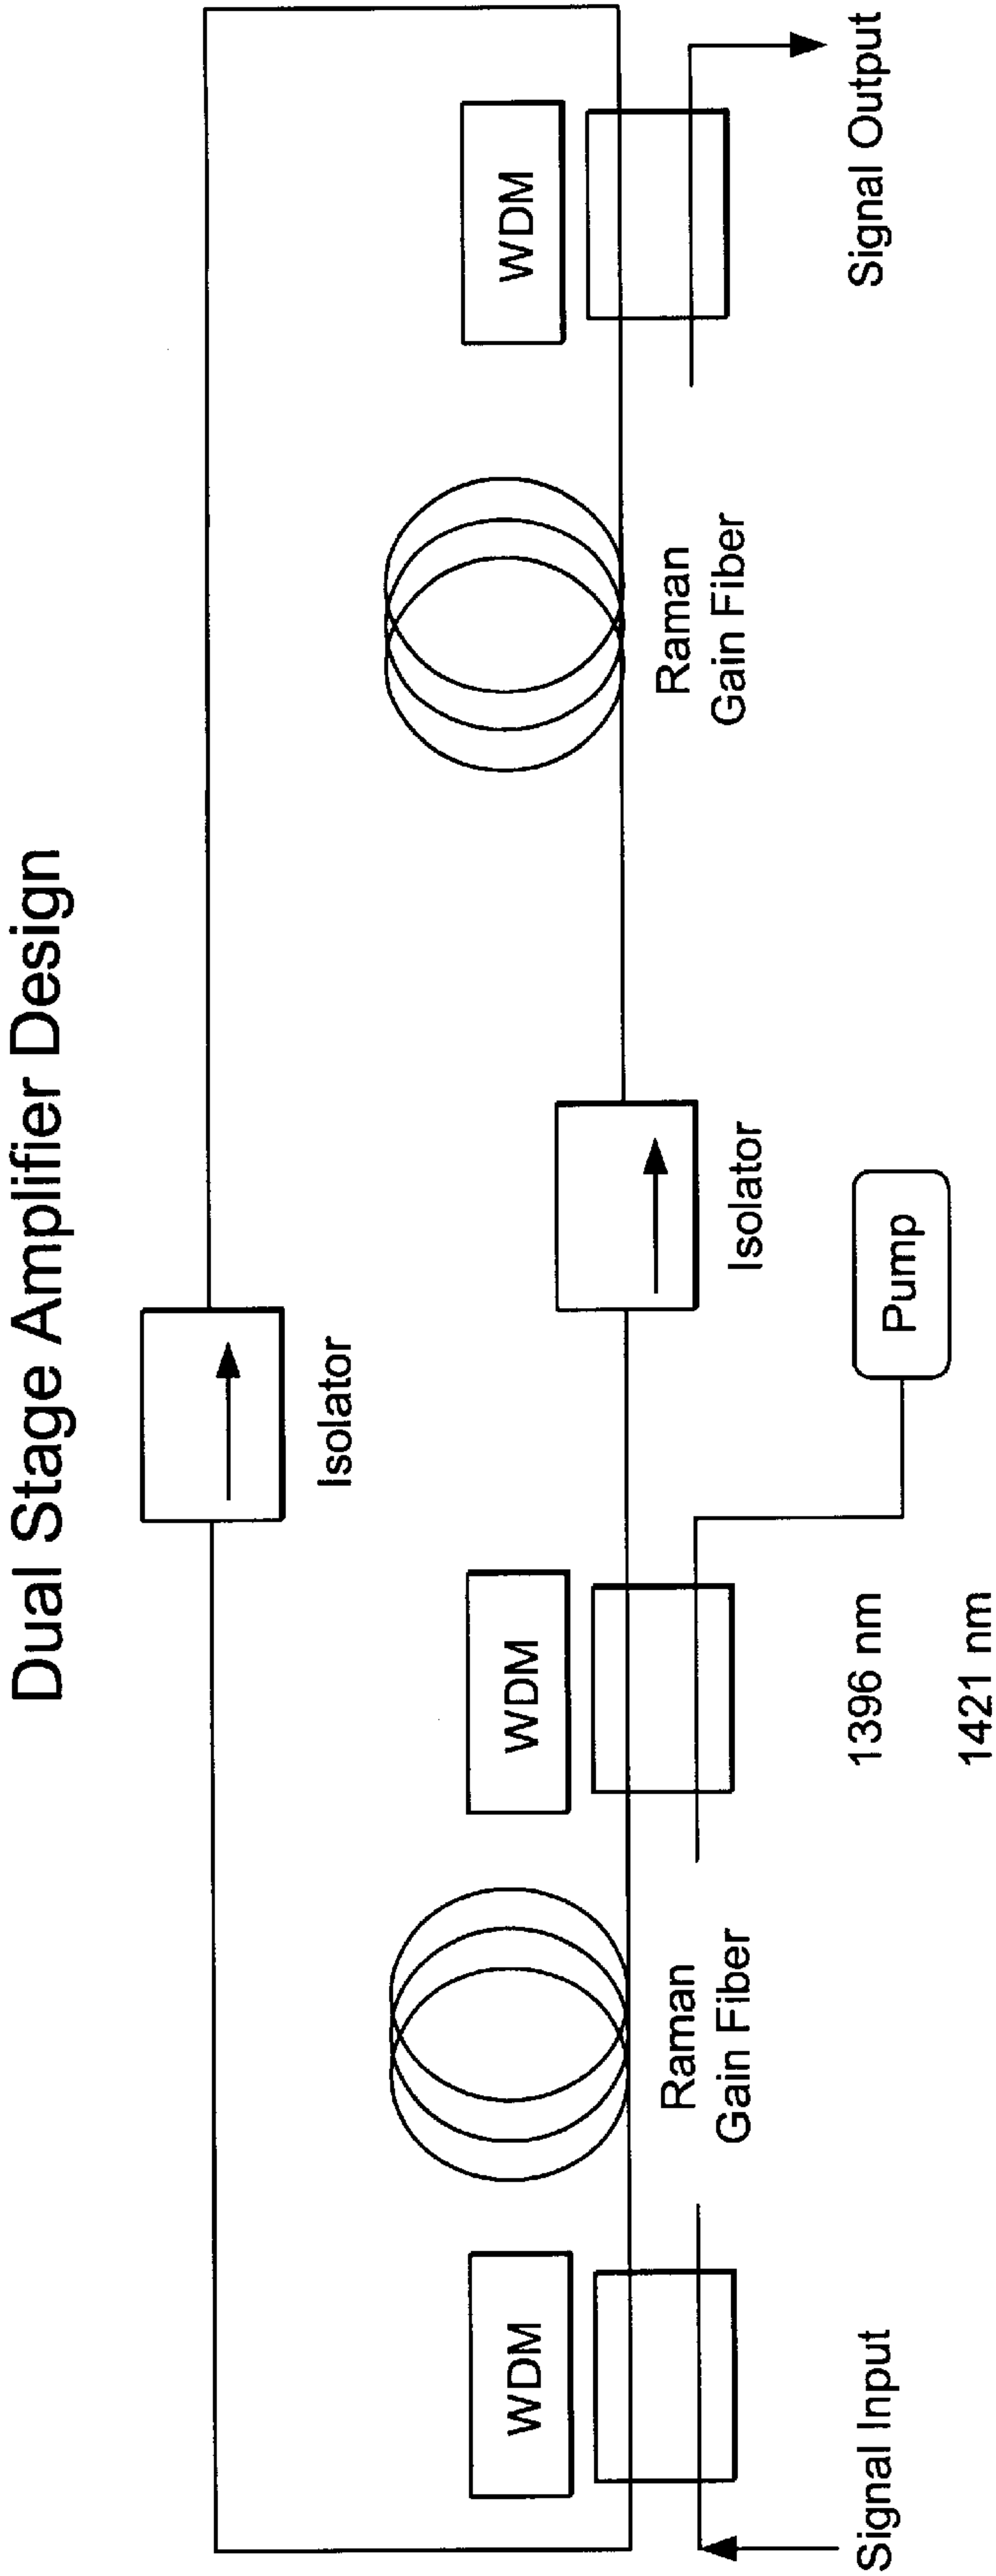 Dual Stage Amplifier Design
Isolator
WDM
WDM
WDM
Raman
Gain Fiber
Isolator
Raman
Gain Fiber
Signal Input
1396 nm
1421 nm
Pump
Signal Output